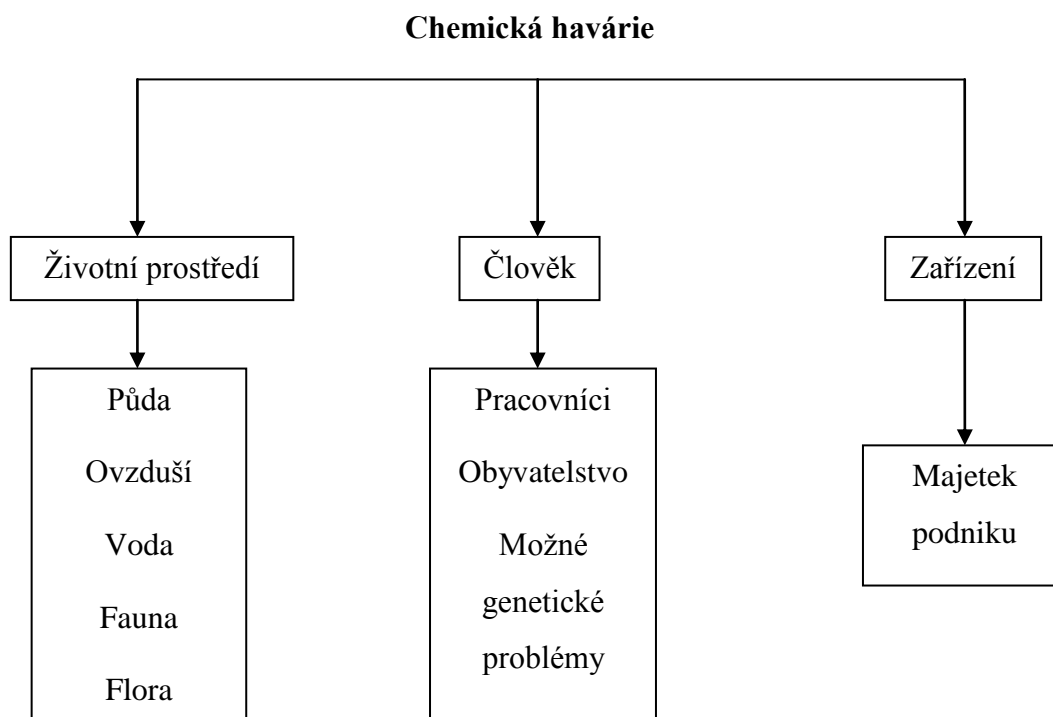 Chemická havárie
Životní prostředí
Člověk
Zařízení
Půda
Ovzduší
Voda
Fauna
Flora
Pracovníci
Obyvatelstvo
Možné
genetické
problémy
Majetek
podniku